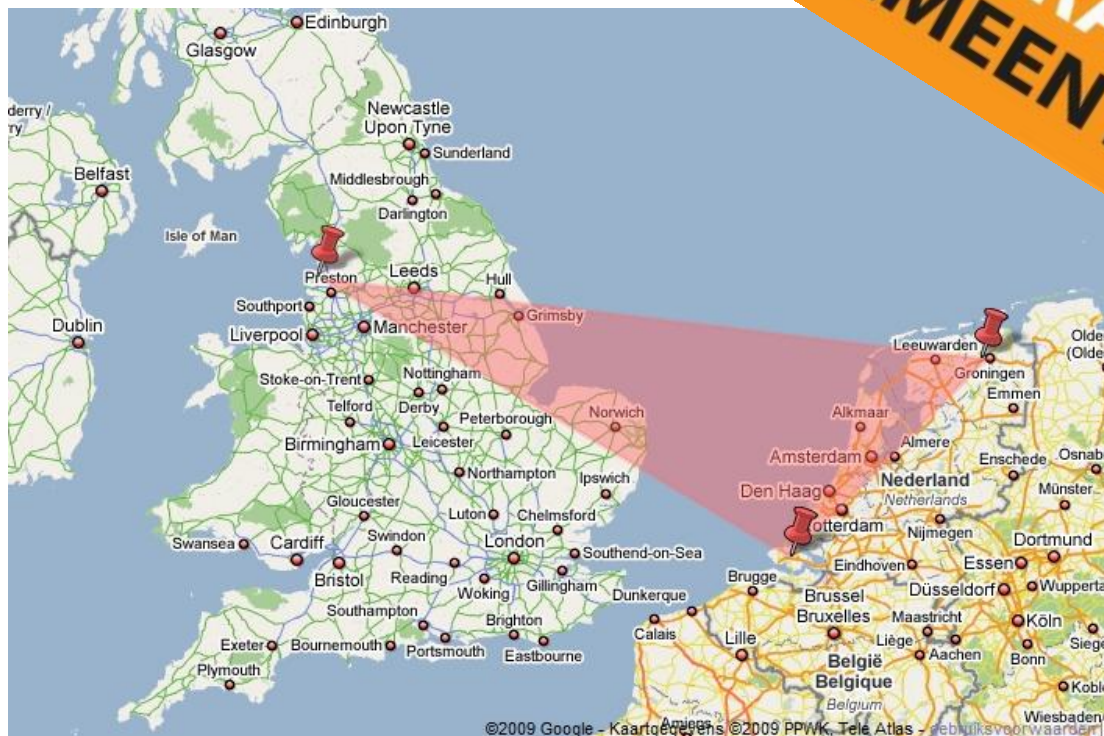 Edinburgh
Glasgow
Newcastle
Upon Tyne
Sunderland
Belfast
Middlesbrough
Darlington
Isle of Man
Preston
Leeds
Hull
Southport
Grimsby
Dublin
Liverpool
Manchester
Leeuwarden
Groningen
Stoke-on-Trent
Nottingham
Emmen
Telford
Derby
Peterborough
Norwich
Alkmaar
Birmingham
Leicester
Almere
Amsterdam
Enschede
Northampton
Ipswich
Nederland
Netherlands
Den Haag
Münster
Gloucester
Luton
Chelmsford
Swansea
Cardiff
Swindon
London
Southend-on-Sea
Nijmegen
Dortmund
Bristol
Reading
Woking
Gillingham
Eindhoven
Essen
Brugge
Düsseldorf
Southampton
Dunkerque
Brussel
Bruxelles
Maastricht
Köln
Exeter
Bournemouth
Portsmouth
Brighton
Eastbourne
Calais
Lille
Liège
Aachen
Bonn
Plymouth
België
Belgique
Belgium
Amiens
Wiesbaden
©2009 Google - Kaartgegevens ©2009 PPWK, Tele Atlas - gebruiksvoorwaarden